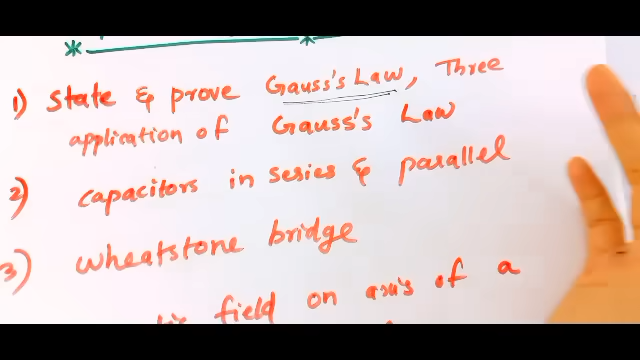 1) State & prove Gauss's Law, Three
application of Gauss's Law
2) capacitors in series & parallel
3) wheatstone bridge
field on axis of a